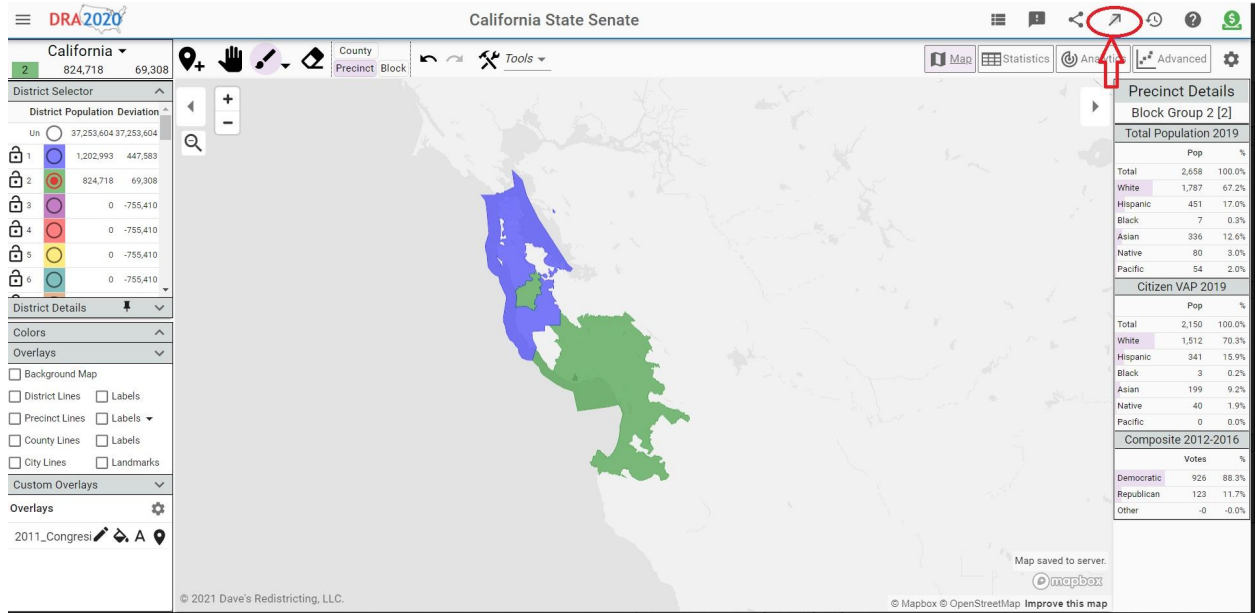 DRA2020
California State Senate
California
2 824,718 69,308
County
Precinct Block
Tools
Map Statistics Analytics Advanced
District Selector
District Population Deviation
Un 37,253,604 37,253,604
1 1,202,993 447,583
2 824,718 69,308
3 0 -755,410
4 0 -755,410
5 0 -755,410
6 0 -755,410
District Details
Colors
Overlays
Background Map
District Lines Labels
Precinct Lines Labels
County Lines Labels
City Lines Landmarks
Custom Overlays
Overlays
2011_Congresi A
+
−
Precinct Details
Block Group 2 [2]
Total Population 2019
Pop %
Total 2,658 100.0%
White 1,787 67.2%
Hispanic 451 17.0%
Black 7 0.3%
Asian 336 12.6%
Native 80 3.0%
Pacific 54 2.0%
Citizen VAP 2019
Pop %
Total 2,150 100.0%
White 1,512 70.3%
Hispanic 341 15.9%
Black 3 0.2%
Asian 199 9.2%
Native 40 1.9%
Pacific 0 0.0%
Composite 2012-2016
Votes %
Democratic 926 88.3%
Republican 123 11.7%
Other -0 -0.0%
Map saved to server.
mapbox
© 2021 Dave's Redistricting, LLC.
© Mapbox © OpenStreetMap Improve this map